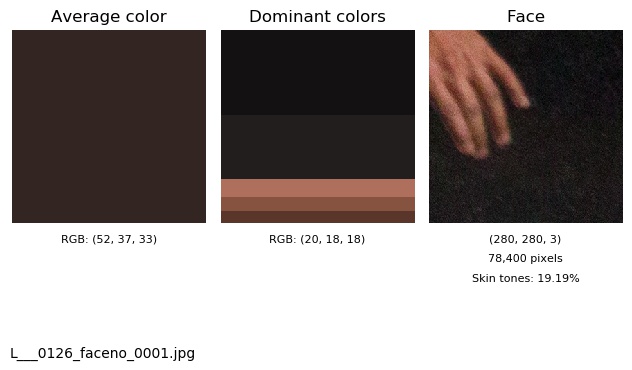 Average color
Dominant colors
Face
RGB: (52, 37, 33)
RGB: (20, 18, 18)
(280, 280, 3)
78,400 pixels
Skin tones: 19.19%
L___0126_faceno_0001.jpg